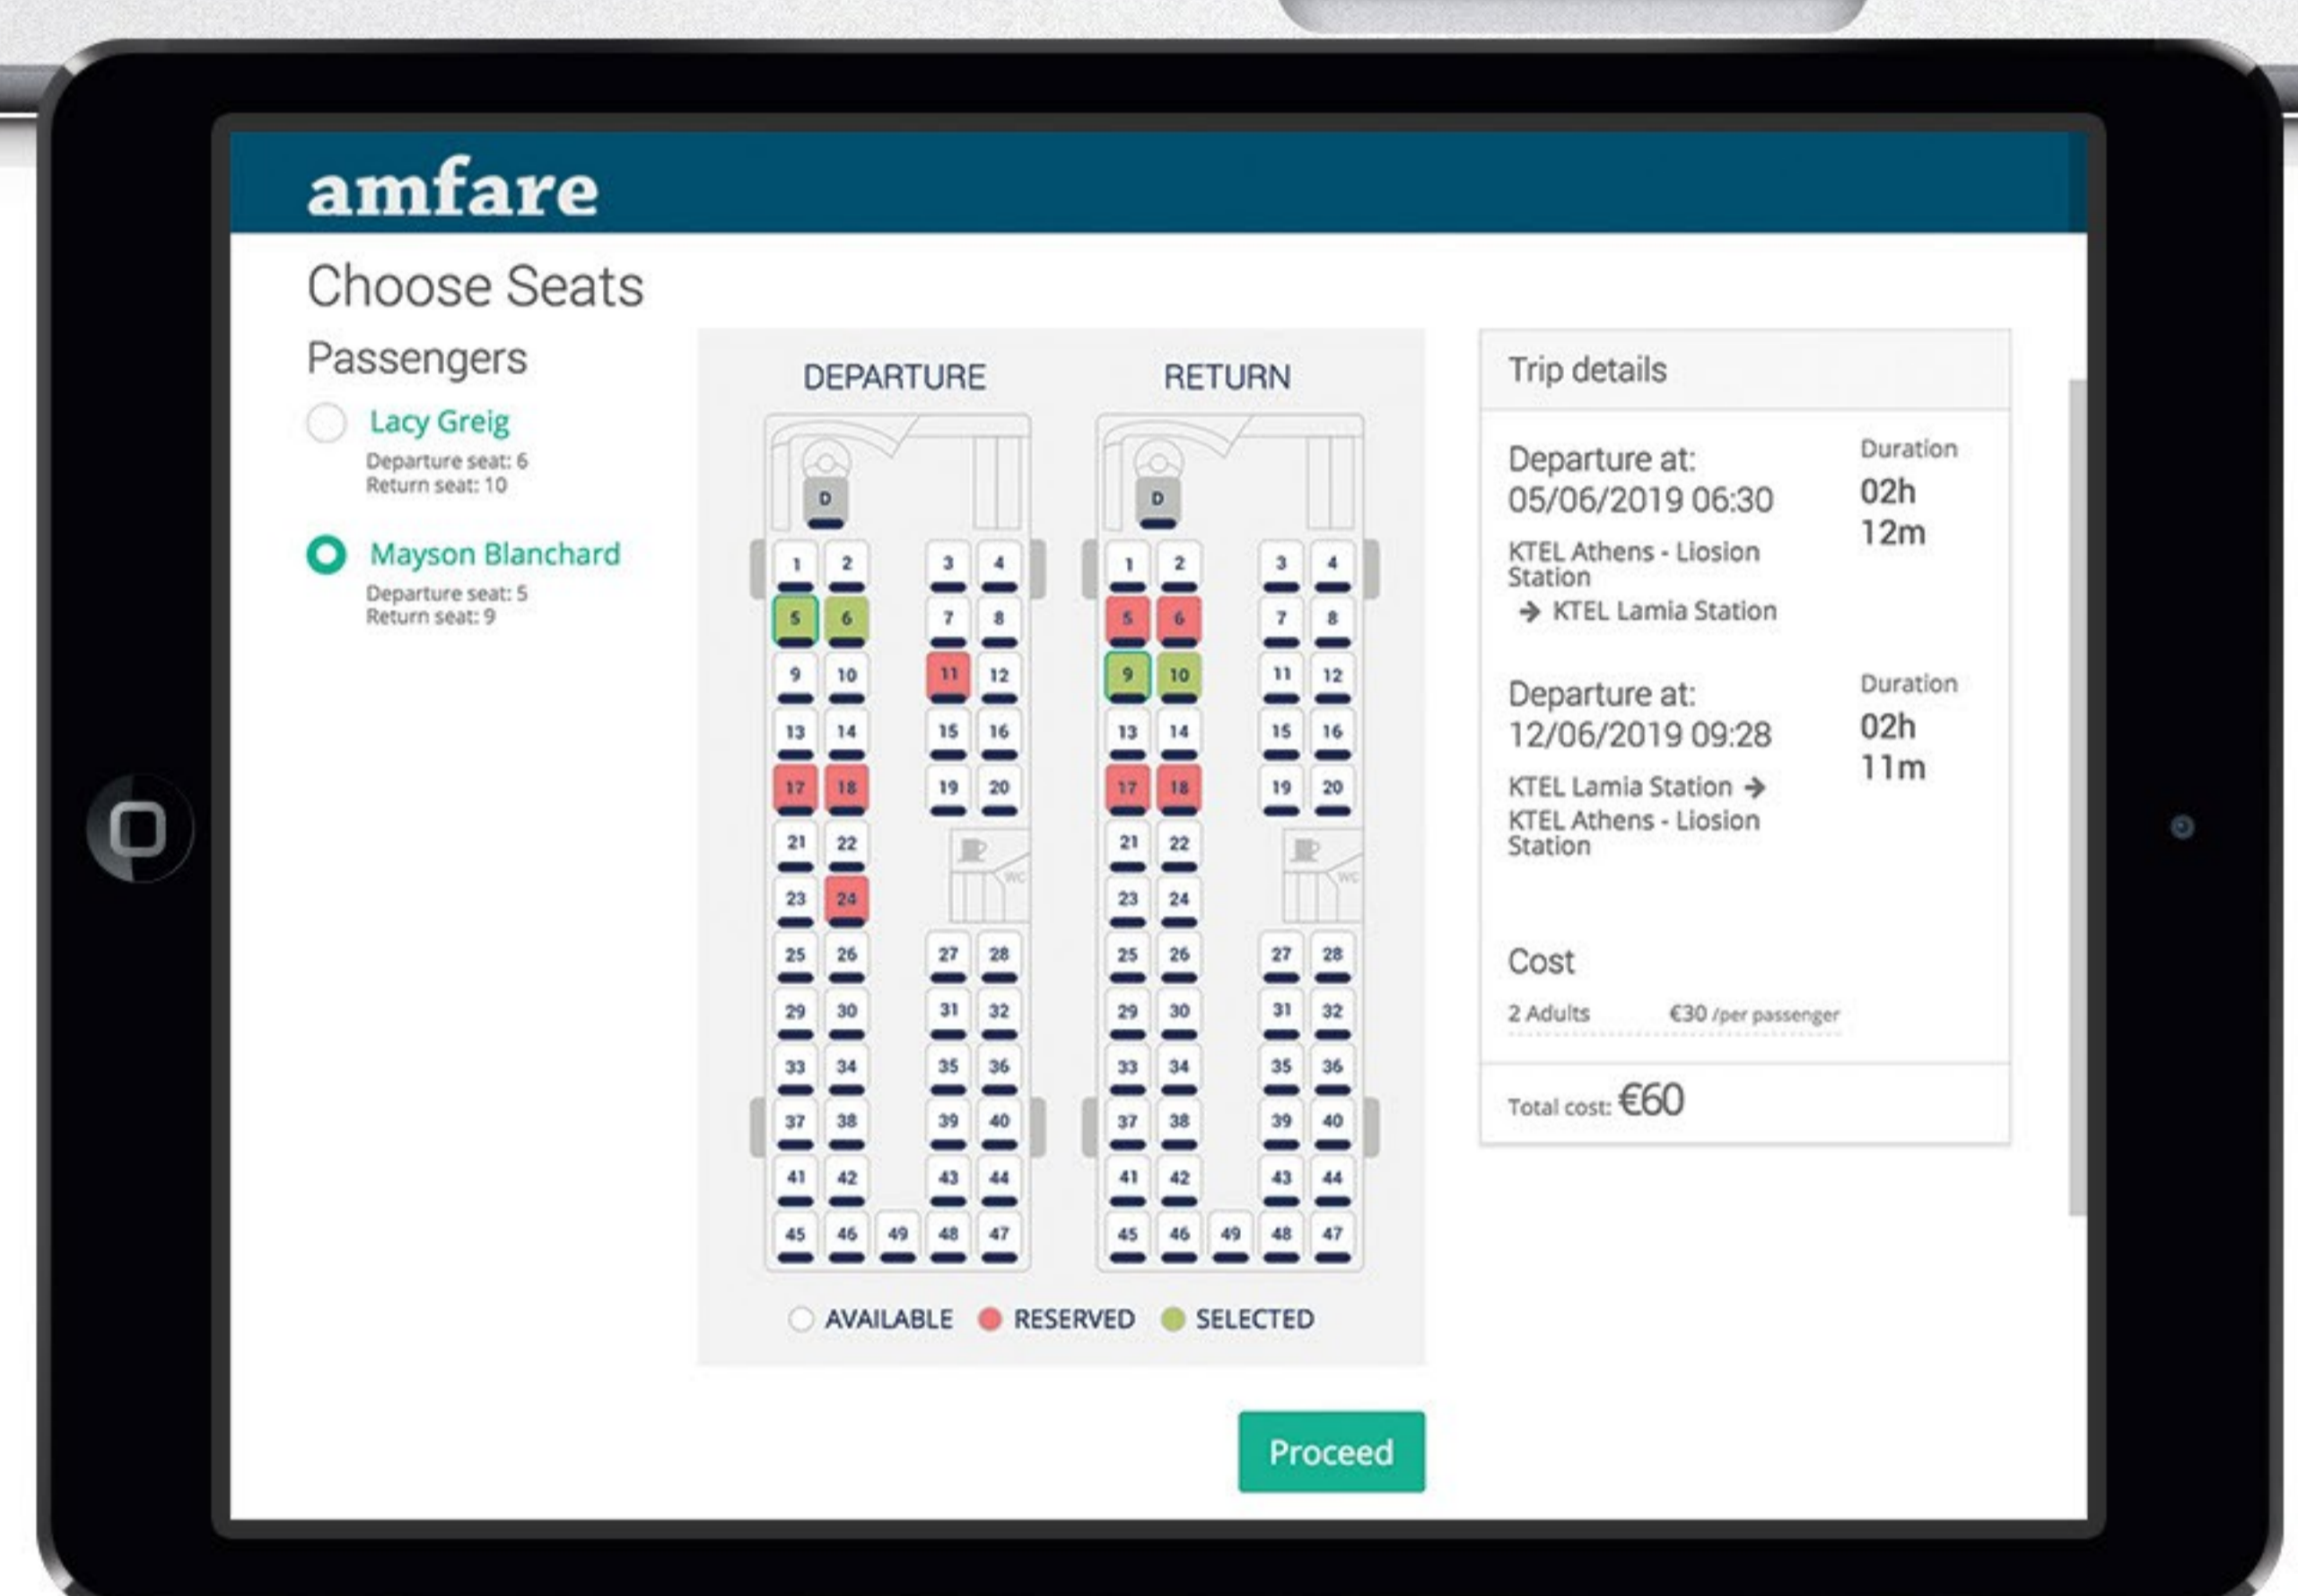 amfare
Choose Seats
Passengers
Lacy Greig
Departure seat: 6
Return seat: 10
Mayson Blanchard
Departure seat: 5
Return seat: 9
DEPARTURE
D
1 2 3 4
5 6 7 8
9 10 11 12
13 14 15 16
17 18 19 20
21 22
WC
23 24
25 26 27 28
29 30 31 32
33 34 35 36
37 38 39 40
41 42 43 44
45 46 49 48 47
RETURN
D
1 2 3 4
5 6 7 8
9 10 11 12
13 14 15 16
17 18 19 20
21 22
WC
23 24
25 26 27 28
29 30 31 32
33 34 35 36
37 38 39 40
41 42 43 44
45 46 49 48 47
AVAILABLE RESERVED SELECTED
Proceed
Trip details
Departure at:
05/06/2019 06:30
KTEL Athens - Liosion
Station
→ KTEL Lamia Station
Duration
02h
12m
Departure at:
12/06/2019 09:28
KTEL Lamia Station →
KTEL Athens - Liosion
Station
Duration
02h
11m
Cost
2 Adults €30 /per passenger
Total cost: €60